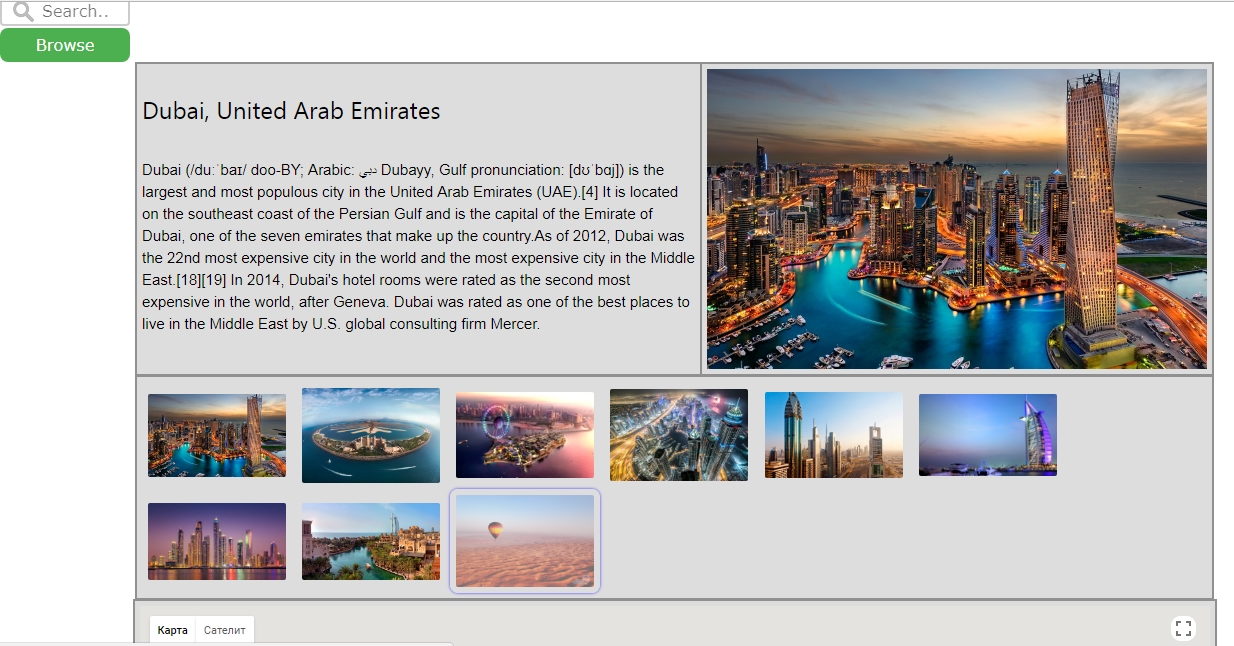 Search..
Browse
Dubai, United Arab Emirates
Dubai (/duːˈbaɪ/ doo-BY; Arabic: دبي Dubayy, Gulf pronunciation: [dʊˈbɑj]) is the
largest and most populous city in the United Arab Emirates (UAE).[4] It is located
on the southeast coast of the Persian Gulf and is the capital of the Emirate of
Dubai, one of the seven emirates that make up the country.As of 2012, Dubai was
the 22nd most expensive city in the world and the most expensive city in the Middle
East.[18][19] In 2014, Dubai's hotel rooms were rated as the second most
expensive in the world, after Geneva. Dubai was rated as one of the best places to
live in the Middle East by U.S. global consulting firm Mercer.
Карта Сателит